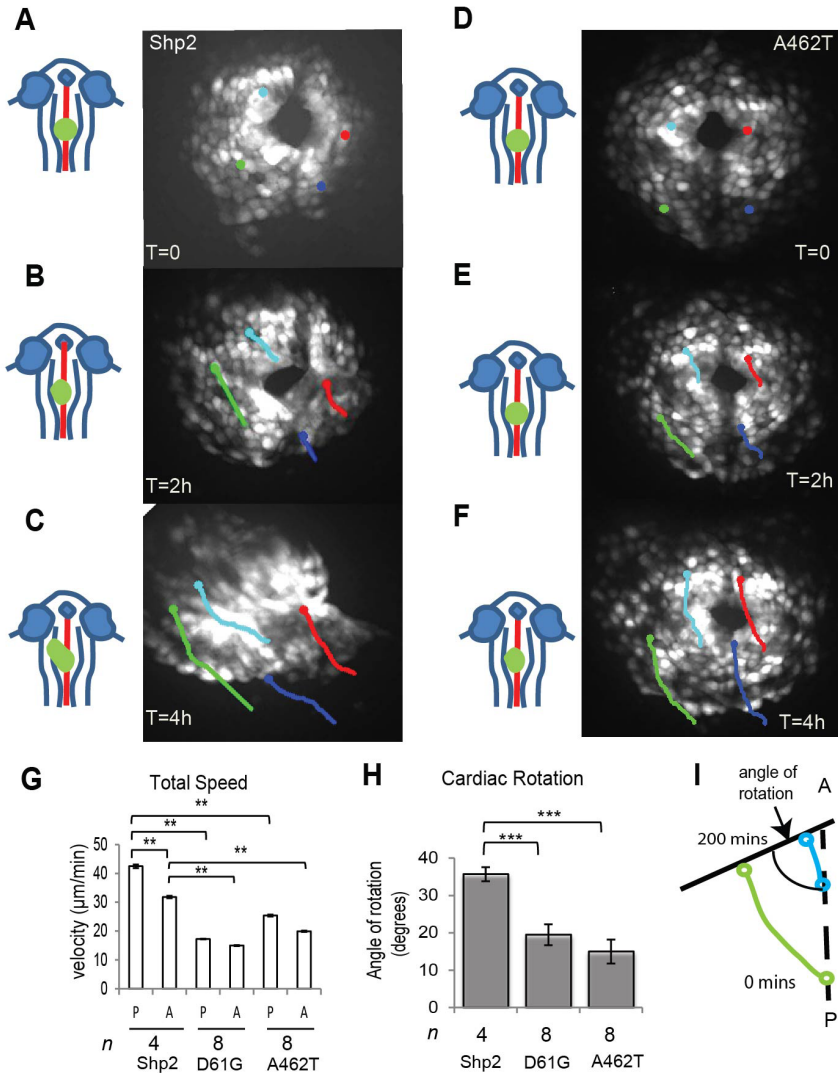 A
Shp2
T=0
B
T=2h
C
T=4h
D
A462T
T=0
E
T=2h
F
T=4h
G
Total Speed
**
**
**
**
**
velocity (µm/min)
50
40
30
20
10
0
P A P A P A
n 4 8 8
Shp2 D61G A462T
H
Cardiac Rotation
***
***
Angle of rotation
(degrees)
40
30
20
10
0
n 4 8 8
Shp2 D61G A462T
I
angle of
rotation
A
200 mins
0 mins
P